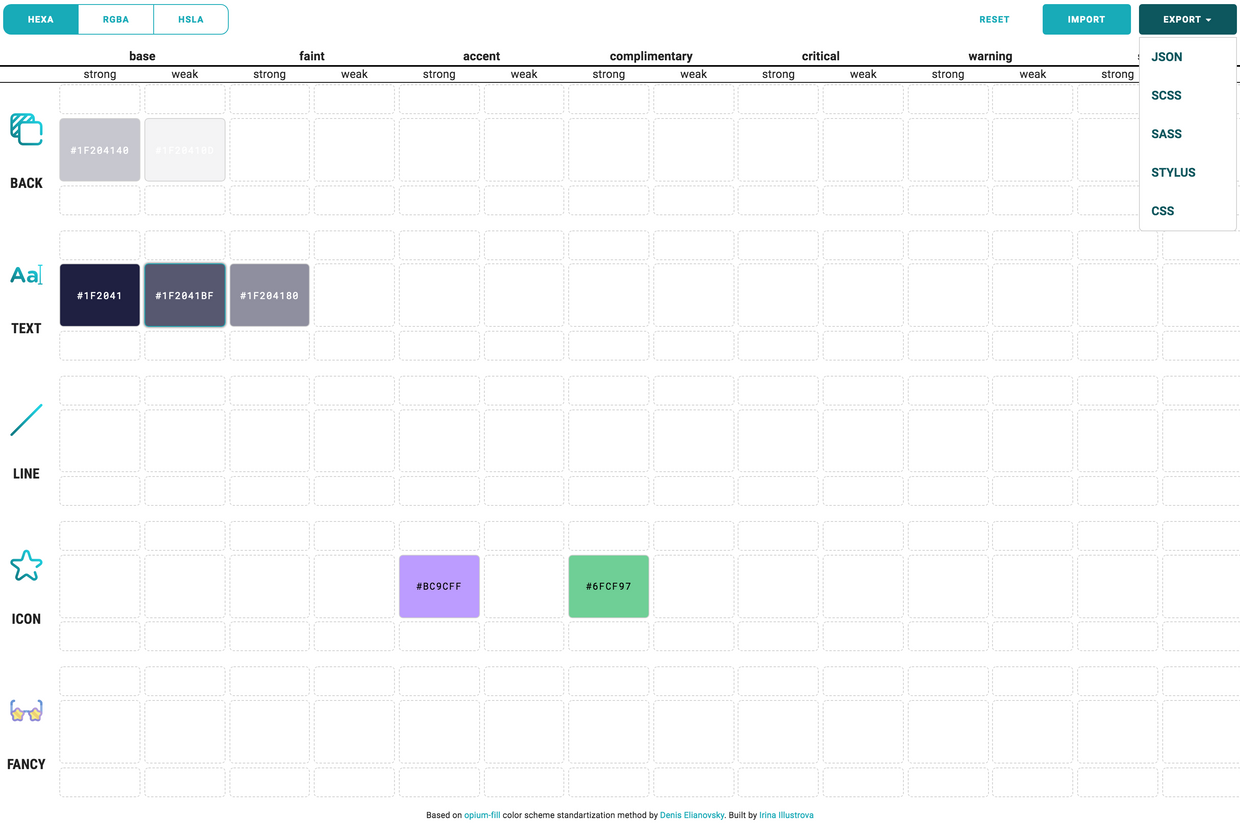 HEXA RGBA HSLA RESET IMPORT EXPORT
base faint accent complimentary critical warning
strong weak strong weak strong weak strong weak strong weak strong weak strong
JSON
SCSS
SASS
STYLUS
CSS
#1F204140 #1F20410D
BACK
Aa
#1F2041 #1F2041BF #1F204180
TEXT
LINE
#BC9CFF #6FCF97
ICON
FANCY
Based on opium-fill color scheme standartization method by Denis Elianovsky. Built by Irina Illustrova